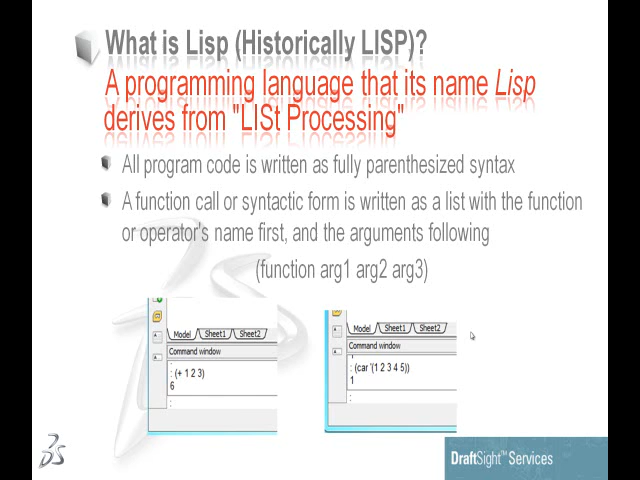 What is Lisp (Historically LISP)?
A programming language that its name Lisp
derives from "LISt Processing"
All program code is written as fully parenthesized syntax
A function call or syntactic form is written as a list with the function
or operator's name first, and the arguments following
(function arg1 arg2 arg3)
Model Sheet1 Sheet2
Command window
: (+ 1 2 3)
6
:
Model Sheet1 Sheet2
Command window
: (car '(1 2 3 4 5))
1
:
DraftSight™ Services